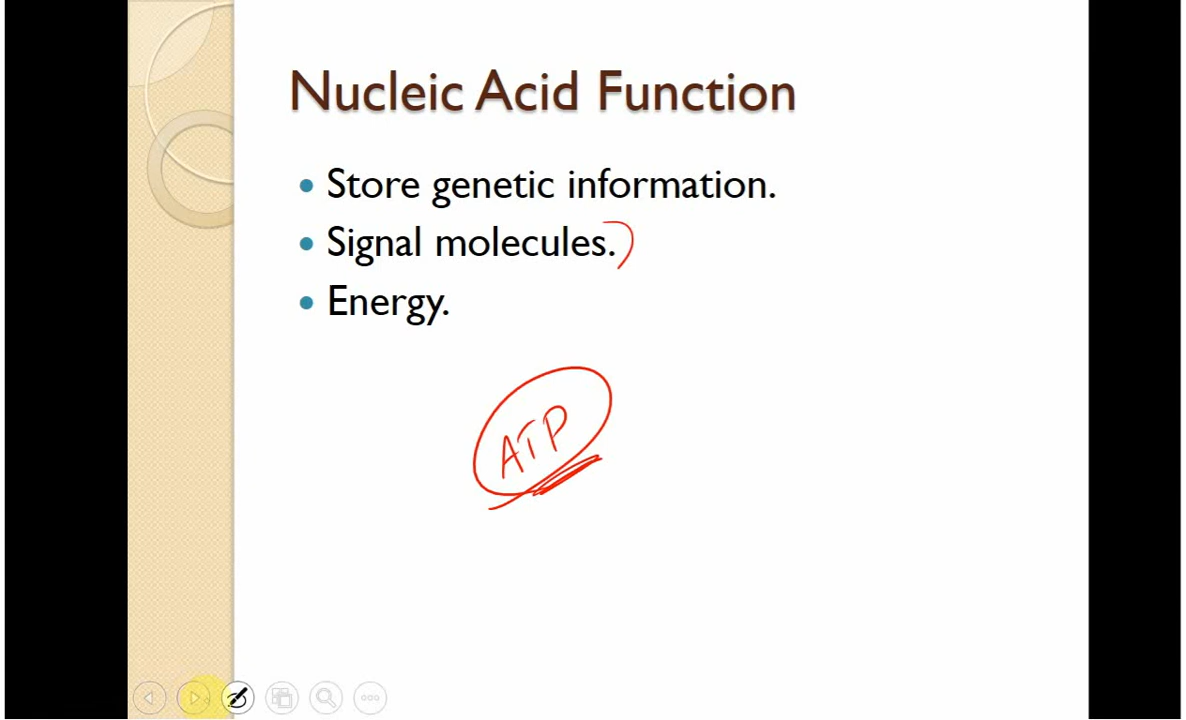 Nucleic Acid Function
• Store genetic information.
• Signal molecules.
• Energy.
ATP